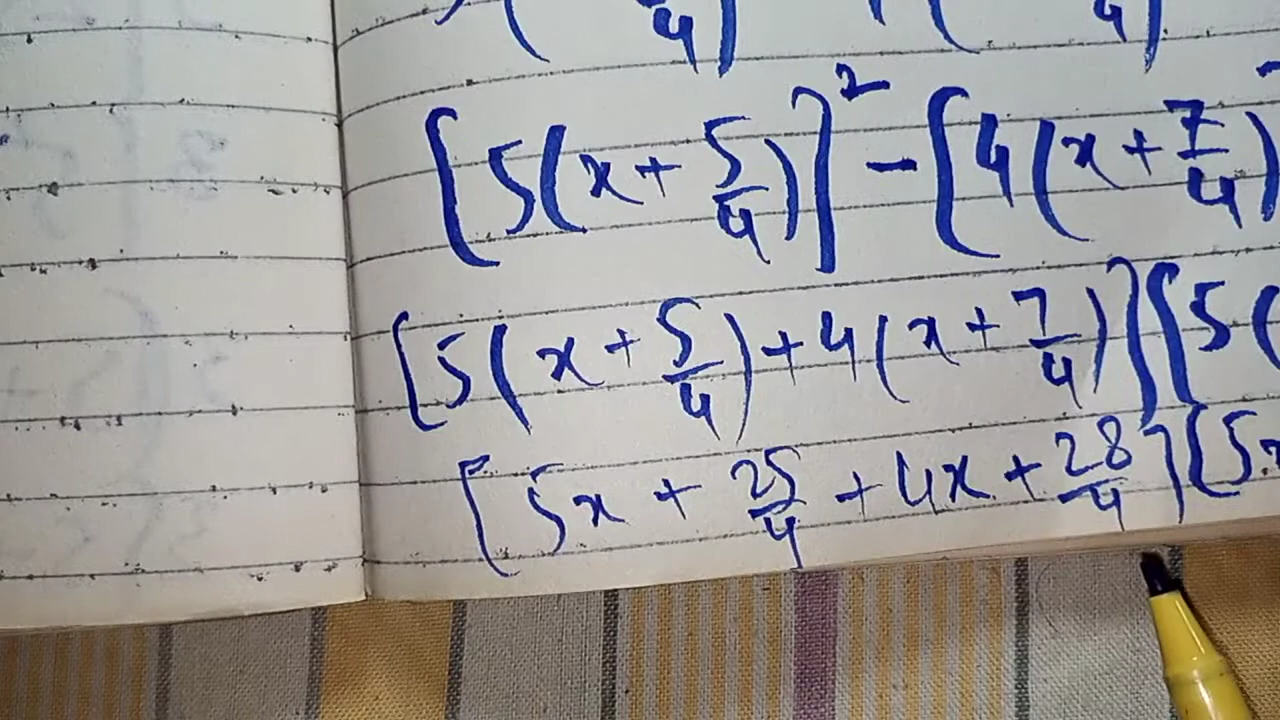 [5(x + 5/4)]² - [4(x + 7/4)
[5(x + 5/4) + 4(x + 7/4)][5(
[5x + 25/4 + 4x + 28/4][5x